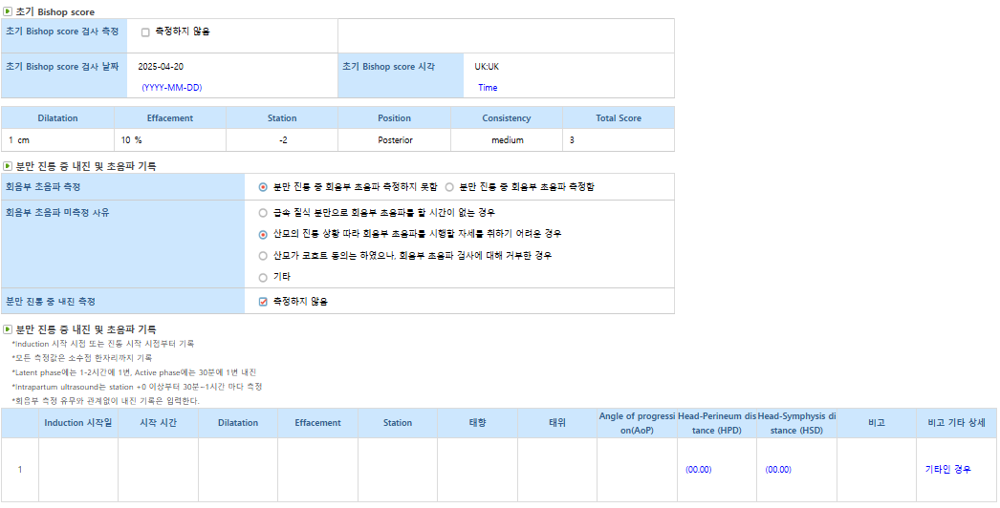 초기 Bishop score
초기 Bishop score 검사 측정 측정하지 않음
초기 Bishop score 검사 날짜 2025-04-20 초기 Bishop score 시각 UK:UK
(YYYY-MM-DD) Time
Dilatation Effacement Station Position Consistency Total Score
1 cm 10 % -2 Posterior medium 3
분만 진통 중 내진 및 초음파 기록
회음부 초음파 측정 분만 진통 중 회음부 초음파 측정하지 못함 분만 진통 중 회음부 초음파 측정함
회음부 초음파 미측정 사유 급속 질식 분만으로 회음부 초음파를 할 시간이 없는 경우
산모의 진통 상황 따라 회음부 초음파를 시행할 자세를 취하기 어려운 경우
산모가 코호트 동의는 하였으나, 회음부 초음파 검사에 대해 거부한 경우
기타
분만 진통 중 내진 측정 측정하지 않음
분만 진통 중 내진 및 초음파 기록
*Induction 시작 시점 또는 진통 시작 시점부터 기록
*모든 측정값은 소수점 한자리까지 기록
*Latent phase에는 1-2시간에 1번, Active phase에는 30분에 1번 내진
*Intrapartum ultrasound는 station +0 이상부터 30분~1시간 마다 측정
*회음부 측정 유무와 관계없이 내진 기록은 입력한다.
Induction 시작일 시작 시간 Dilatation Effacement Station 태향 태위 Angle of progressi Head-Perineum dis Head-Symphysis di 비고 비고 기타 상세
on(AoP) tance (HPD) stance (HSD)
1 (00.00) (00.00) 기타인 경우